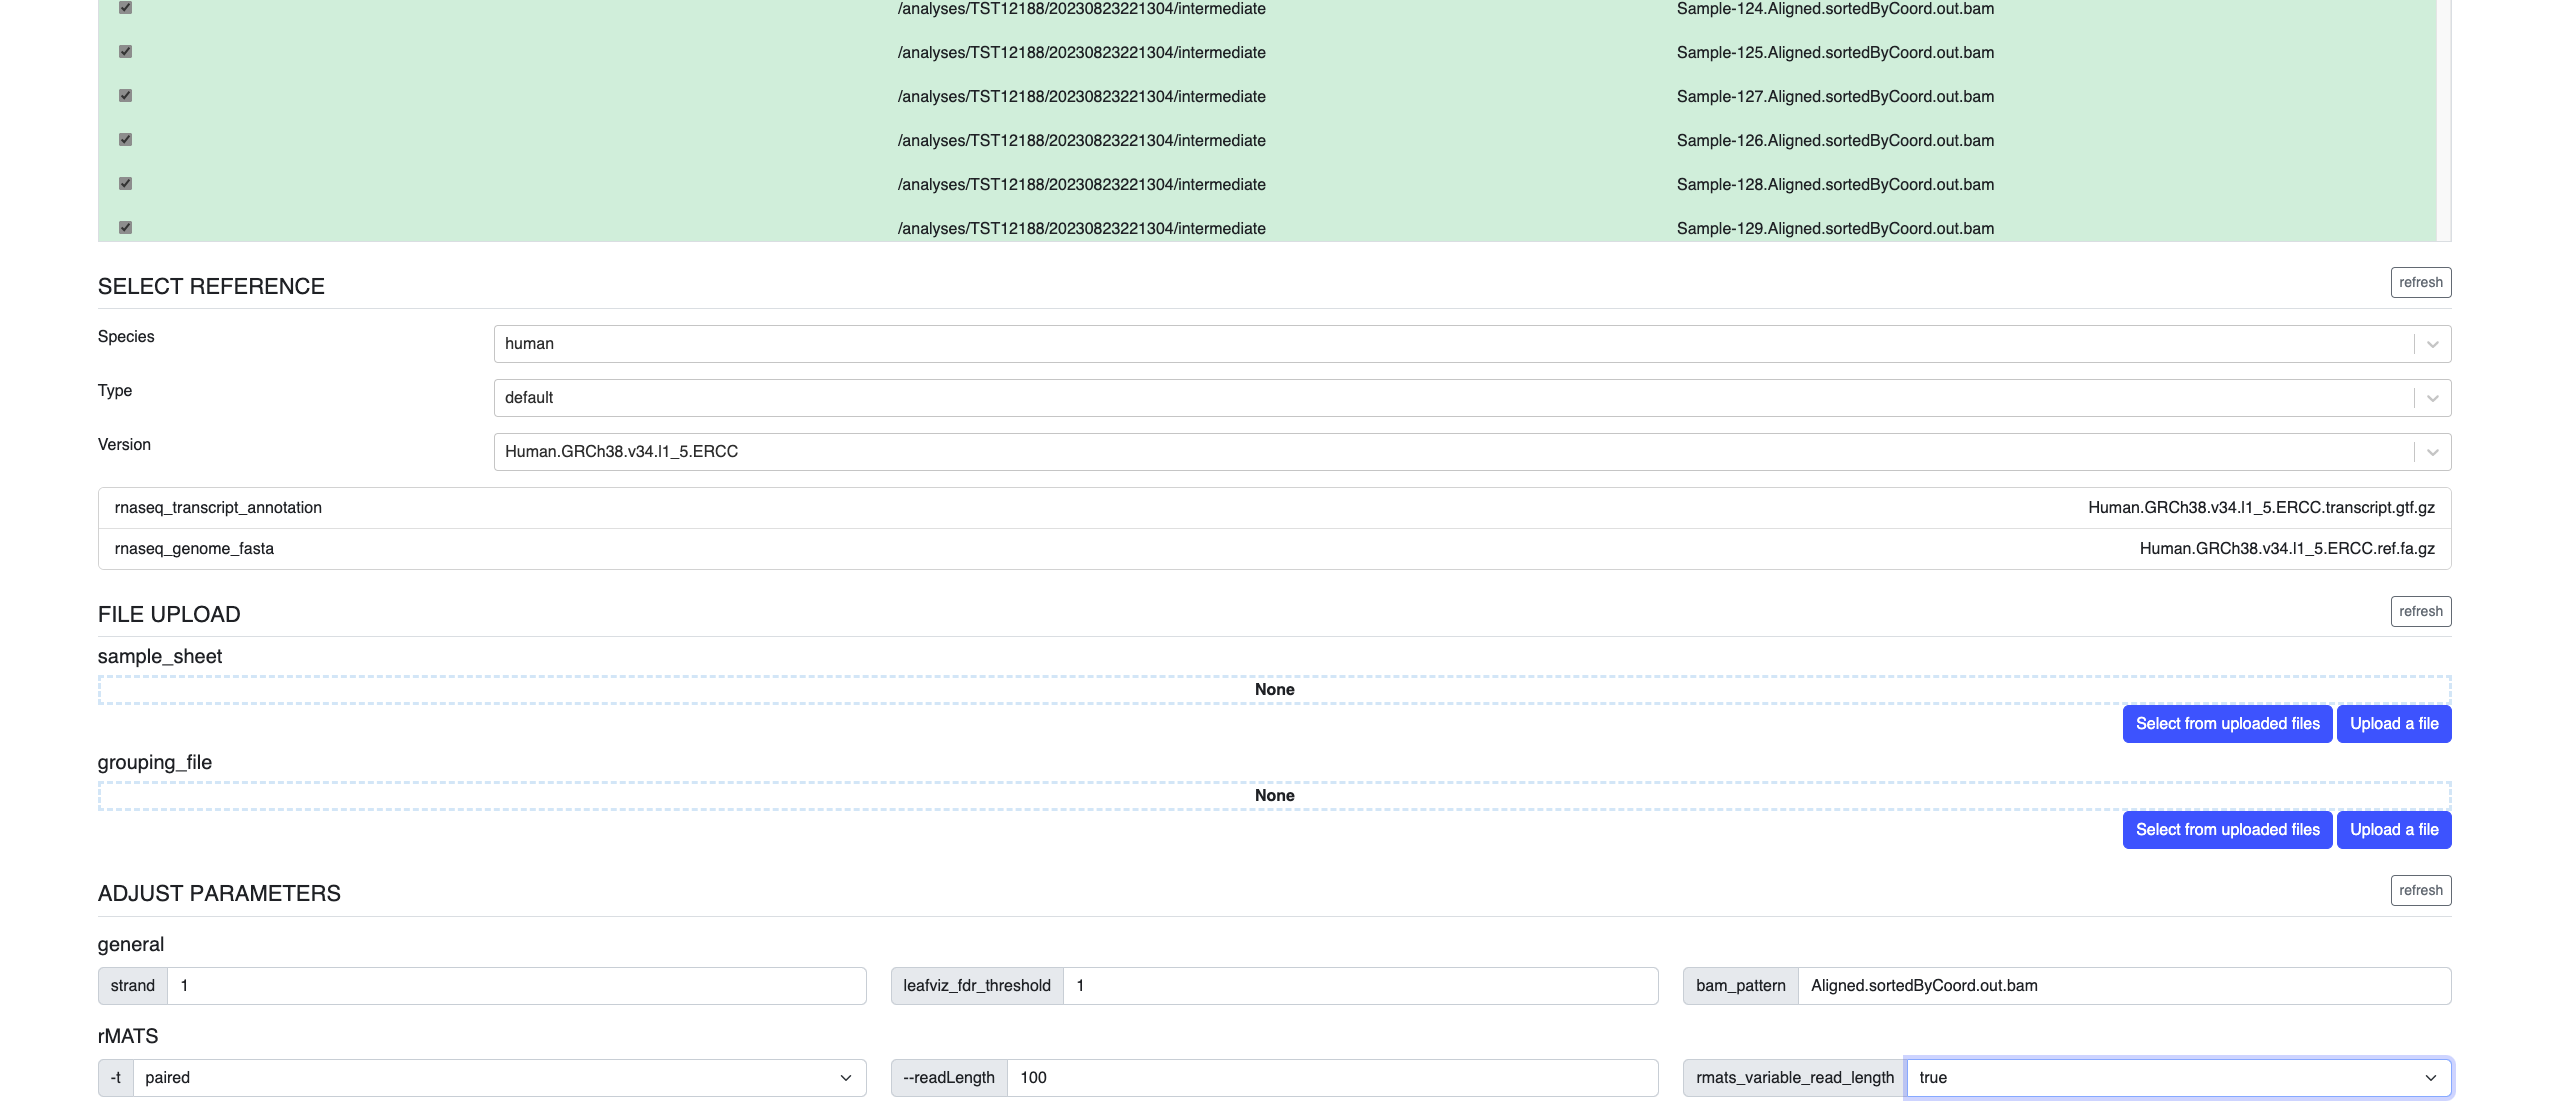 /analyses/TST12188/20230823221304/intermediate Sample-124.Aligned.sortedByCoord.out.bam
/analyses/TST12188/20230823221304/intermediate Sample-125.Aligned.sortedByCoord.out.bam
/analyses/TST12188/20230823221304/intermediate Sample-127.Aligned.sortedByCoord.out.bam
/analyses/TST12188/20230823221304/intermediate Sample-126.Aligned.sortedByCoord.out.bam
/analyses/TST12188/20230823221304/intermediate Sample-128.Aligned.sortedByCoord.out.bam
/analyses/TST12188/20230823221304/intermediate Sample-129.Aligned.sortedByCoord.out.bam
SELECT REFERENCE refresh
Species human
Type default
Version Human.GRCh38.v34.l1_5.ERCC
rnaseq_transcript_annotation Human.GRCh38.v34.l1_5.ERCC.transcript.gtf.gz
rnaseq_genome_fasta Human.GRCh38.v34.l1_5.ERCC.ref.fa.gz
FILE UPLOAD refresh
sample_sheet
None
Select from uploaded files Upload a file
grouping_file
None
Select from uploaded files Upload a file
ADJUST PARAMETERS refresh
general
strand 1 leafviz_fdr_threshold 1 bam_pattern Aligned.sortedByCoord.out.bam
rMATS
-t paired --readLength 100 rmats_variable_read_length true